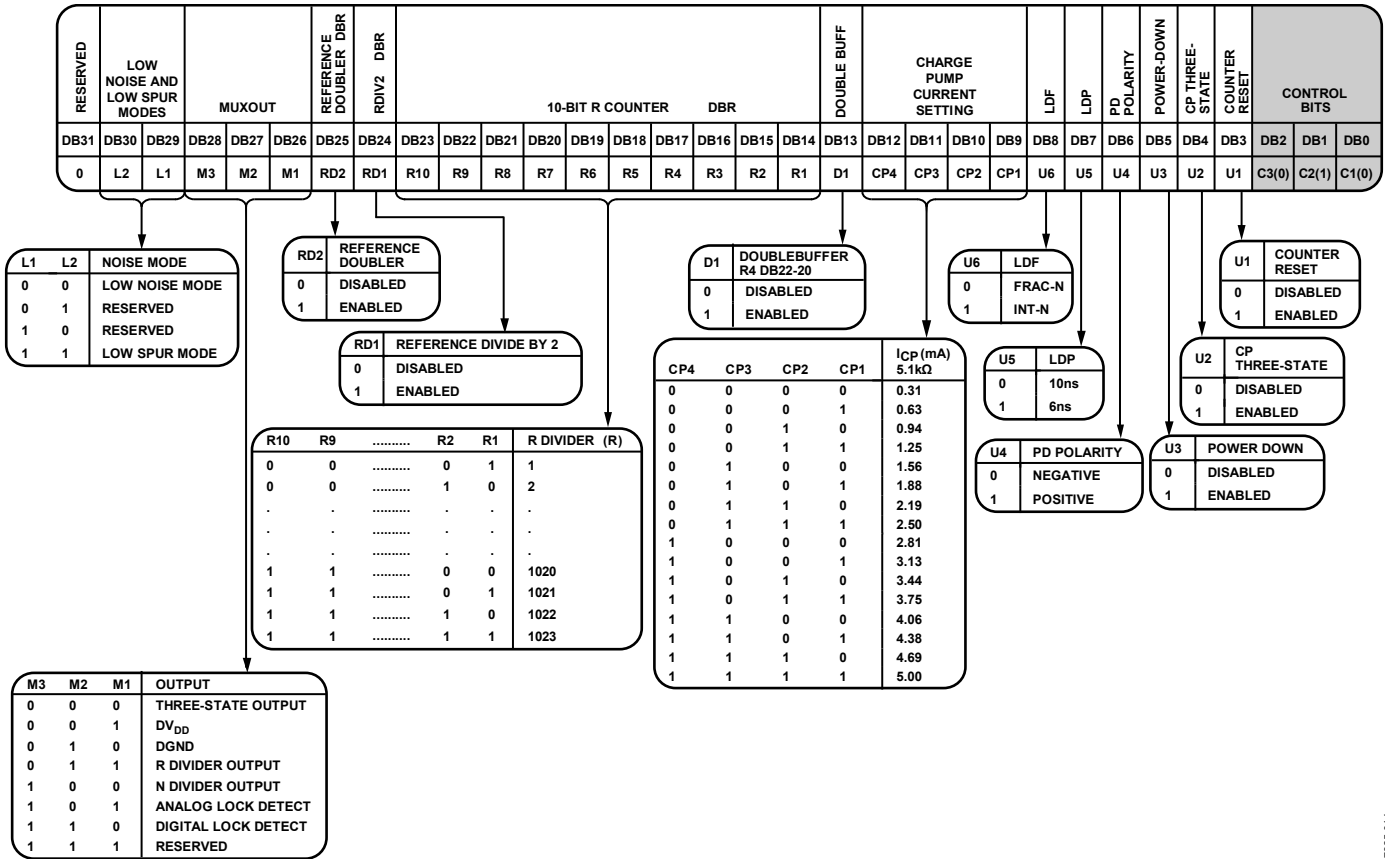 RESERVED
LOW NOISE AND LOW SPUR MODES
MUXOUT
REFERENCE DOUBLER DBR
RDIV2 DBR
10-BIT R COUNTER DBR
DOUBLE BUFF
CHARGE PUMP CURRENT SETTING
LDF
LDP
PD POLARITY
POWER-DOWN
CP THREE-STATE
COUNTER RESET
CONTROL BITS
DB31 DB30 DB29 DB28 DB27 DB26 DB25 DB24 DB23 DB22 DB21 DB20 DB19 DB18 DB17 DB16 DB15 DB14 DB13 DB12 DB11 DB10 DB9 DB8 DB7 DB6 DB5 DB4 DB3 DB2 DB1 DB0
0 L2 L1 M3 M2 M1 RD2 RD1 R10 R9 R8 R7 R6 R5 R4 R3 R2 R1 D1 CP4 CP3 CP2 CP1 U6 U5 U4 U3 U2 U1 C3(0) C2(1) C1(0)
L1 L2 NOISE MODE
0 0 LOW NOISE MODE
0 1 RESERVED
1 0 RESERVED
1 1 LOW SPUR MODE
RD2 REFERENCE DOUBLER
0 DISABLED
1 ENABLED
RD1 REFERENCE DIVIDE BY 2
0 DISABLED
1 ENABLED
R10 R9 .......... R2 R1 R DIVIDER (R)
0 0 .......... 0 1 1
0 0 .......... 1 0 2
. . .......... . . .
. . .......... . . .
. . .......... . . .
1 1 .......... 0 0 1020
1 1 .......... 0 1 1021
1 1 .......... 1 0 1022
1 1 .......... 1 1 1023
D1 DOUBLEBUFFER R4 DB22-20
0 DISABLED
1 ENABLED
CP4 CP3 CP2 CP1 ICP (mA) 5.1kΩ
0 0 0 0 0.31
0 0 0 1 0.63
0 0 1 0 0.94
0 0 1 1 1.25
0 1 0 0 1.56
0 1 0 1 1.88
0 1 1 0 2.19
0 1 1 1 2.50
1 0 0 0 2.81
1 0 0 1 3.13
1 0 1 0 3.44
1 0 1 1 3.75
1 1 0 0 4.06
1 1 0 1 4.38
1 1 1 0 4.69
1 1 1 1 5.00
U6 LDF
0 FRAC-N
1 INT-N
U5 LDP
0 10ns
1 6ns
U4 PD POLARITY
0 NEGATIVE
1 POSITIVE
U3 POWER DOWN
0 DISABLED
1 ENABLED
U2 CP THREE-STATE
0 DISABLED
1 ENABLED
U1 COUNTER RESET
0 DISABLED
1 ENABLED
M3 M2 M1 OUTPUT
0 0 0 THREE-STATE OUTPUT
0 0 1 DVDD
0 1 0 DGND
0 1 1 R DIVIDER OUTPUT
1 0 0 N DIVIDER OUTPUT
1 0 1 ANALOG LOCK DETECT
1 1 0 DIGITAL LOCK DETECT
1 1 1 RESERVED